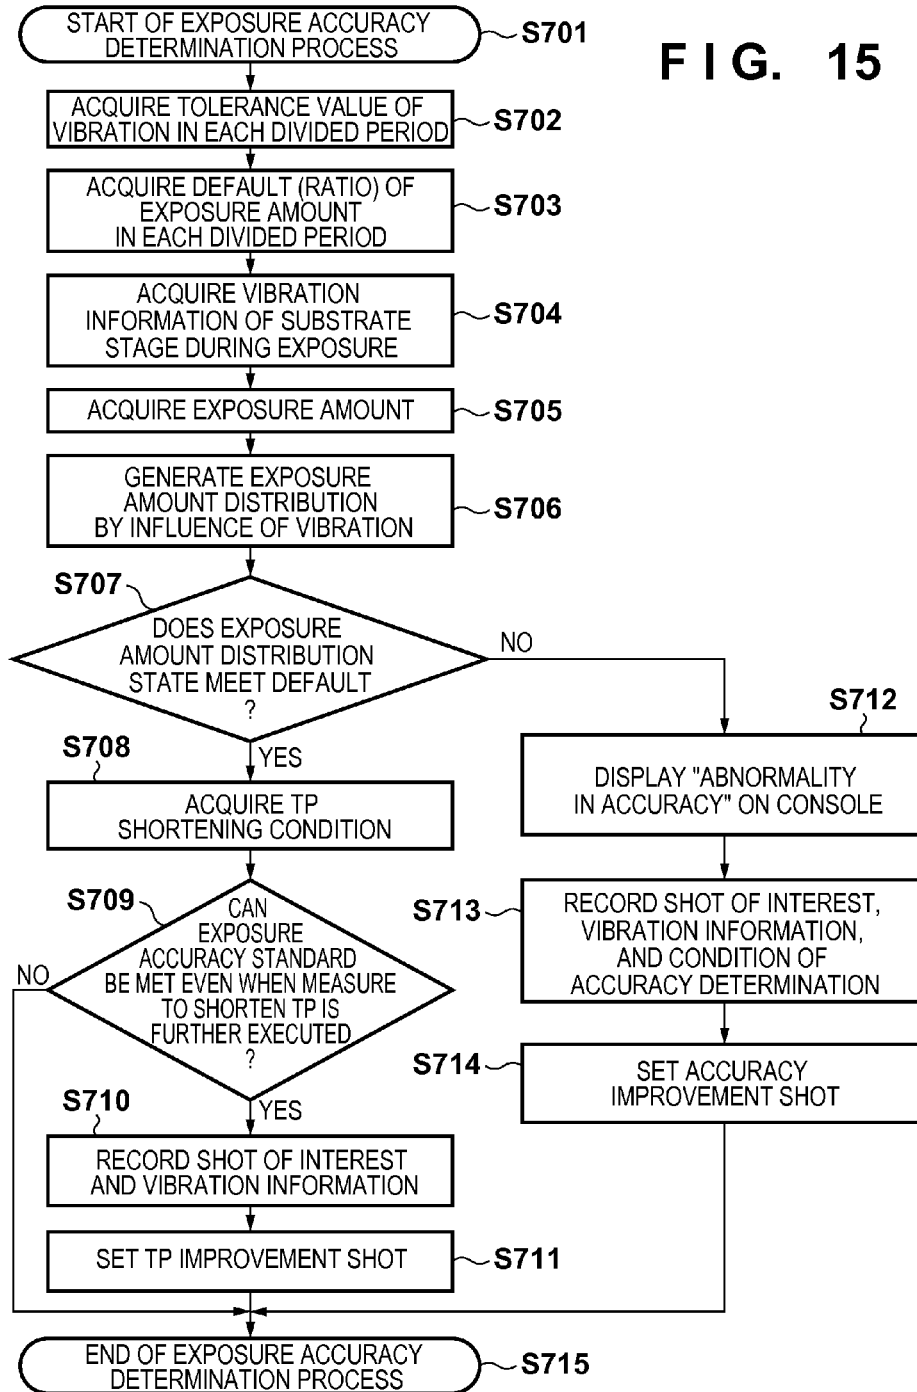 START OF EXPOSURE ACCURACY
DETERMINATION PROCESS
S701
FIG. 15
ACQUIRE TOLERANCE VALUE OF
VIBRATION IN EACH DIVIDED PERIOD
S702
ACQUIRE DEFAULT (RATIO) OF
EXPOSURE AMOUNT
IN EACH DIVIDED PERIOD
S703
ACQUIRE VIBRATION
INFORMATION OF SUBSTRATE
STAGE DURING EXPOSURE
S704
ACQUIRE EXPOSURE AMOUNT
S705
GENERATE EXPOSURE
AMOUNT DISTRIBUTION
BY INFLUENCE OF VIBRATION
S706
S707
DOES EXPOSURE
AMOUNT DISTRIBUTION
STATE MEET DEFAULT
?
NO
YES
S708
ACQUIRE TP
SHORTENING CONDITION
S709
CAN
EXPOSURE
ACCURACY STANDARD
BE MET EVEN WHEN MEASURE
TO SHORTEN TP IS
FURTHER EXECUTED
?
NO
YES
S710
RECORD SHOT OF INTEREST
AND VIBRATION INFORMATION
SET TP IMPROVEMENT SHOT
S711
S712
DISPLAY "ABNORMALITY
IN ACCURACY" ON CONSOLE
S713
RECORD SHOT OF INTEREST,
VIBRATION INFORMATION,
AND CONDITION OF
ACCURACY DETERMINATION
S714
SET ACCURACY
IMPROVEMENT SHOT
END OF EXPOSURE ACCURACY
DETERMINATION PROCESS
S715